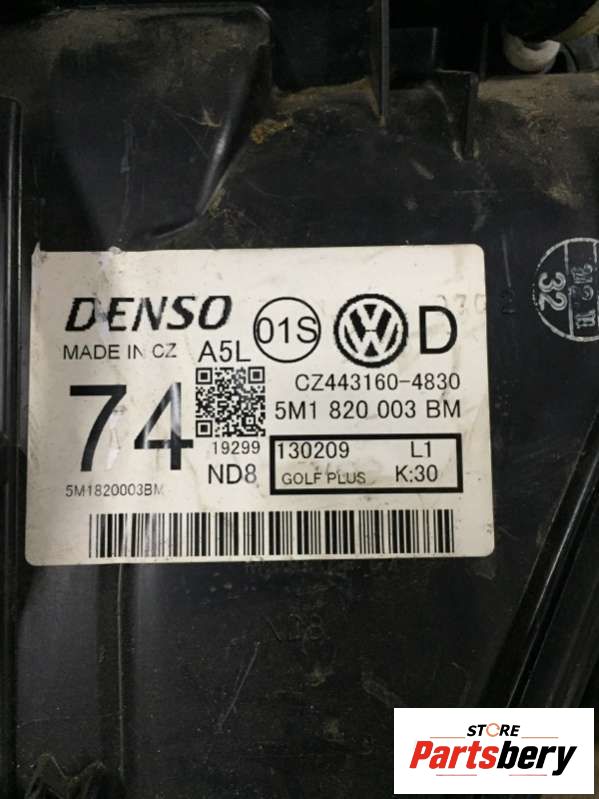 DENSO
01S
D
MADE IN CZ
A5L
CZ443160-4830
74
5M1 820 003 BM
19299
130209
L1
ND8
GOLF PLUS
K:30
5M1820003BM
ND8
32
STORE
Partsbery